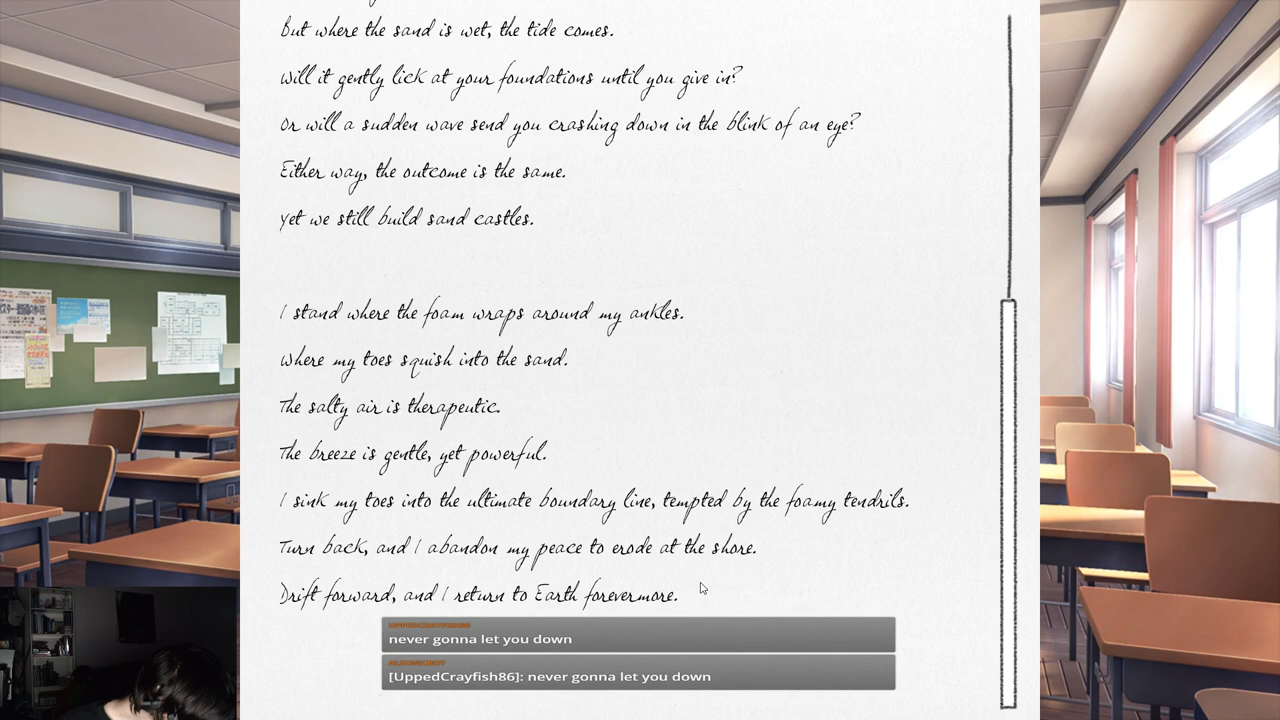 But where the sand is wet, the tide comes.
Will it gently lick at your foundations until you give in?
Or will a sudden wave send you crashing down in the blink of an eye?
Either way, the outcome is the same.
Yet we still build sand castles.
I stand where the foam wraps around my ankles.
Where my toes squish into the sand.
The salty air is therapeutic.
The breeze is gentle, yet powerful.
I sink my toes into the ultimate boundary line, tempted by the foamy tendrils.
Turn back, and I abandon my peace to erode at the shore.
Drift forward, and I return to Earth forevermore.
UPPEDCRAYFISH86
never gonna let you down
[UppedCrayfish86]: never gonna let you down